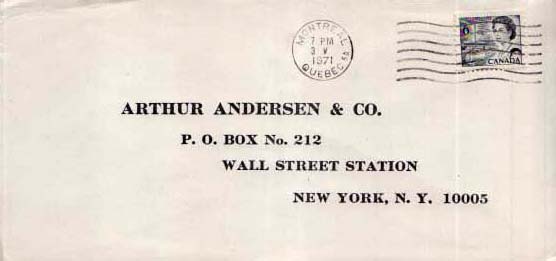 MONTREAL
7 PM
3 V
1971
QUEBEC
6
CANADA
ARTHUR ANDERSEN & CO.
P. O. BOX No. 212
WALL STREET STATION
NEW YORK, N. Y. 10005